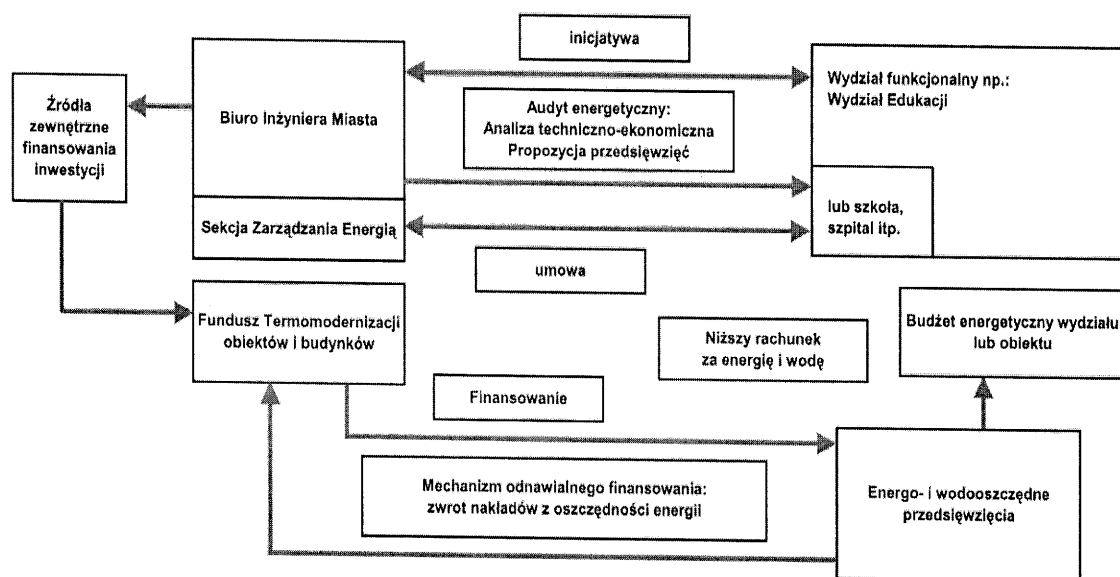 inicjatywa
Źródła
zewnętrzne
finansowania
inwestycji
Biuro Inżyniera Miasta
Sekcja Zarządzania Energią
Audyt energetyczny:
Analiza techniczno-ekonomiczna
Propozycja przedsięwzięć
Wydział funkcjonalny np.:
Wydział Edukacji
lub szkoła,
szpital itp.
umowa
Fundusz Termomodernizacji
obiektów i budynków
Niższy rachunek
za energię i wodę
Budżet energetyczny wydziału
lub obiektu
Finansowanie
Mechanizm odnawialnego finansowania:
zwrot nakładów z oszczędności energii
Energo- i wodooszczędne
przedsięwzięcia